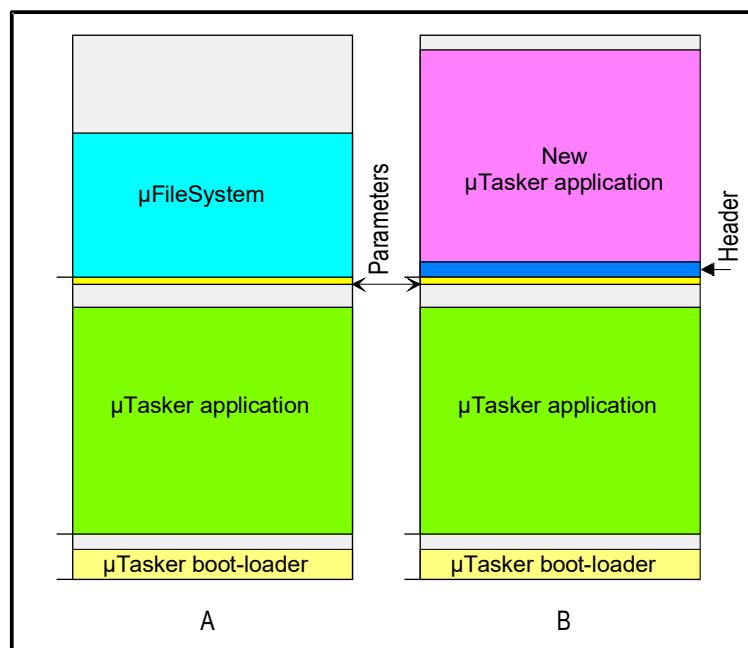 µFileSystem
µTasker application
µTasker boot-loader
A
Parameters
New
µTasker application
Header
µTasker application
µTasker boot-loader
B